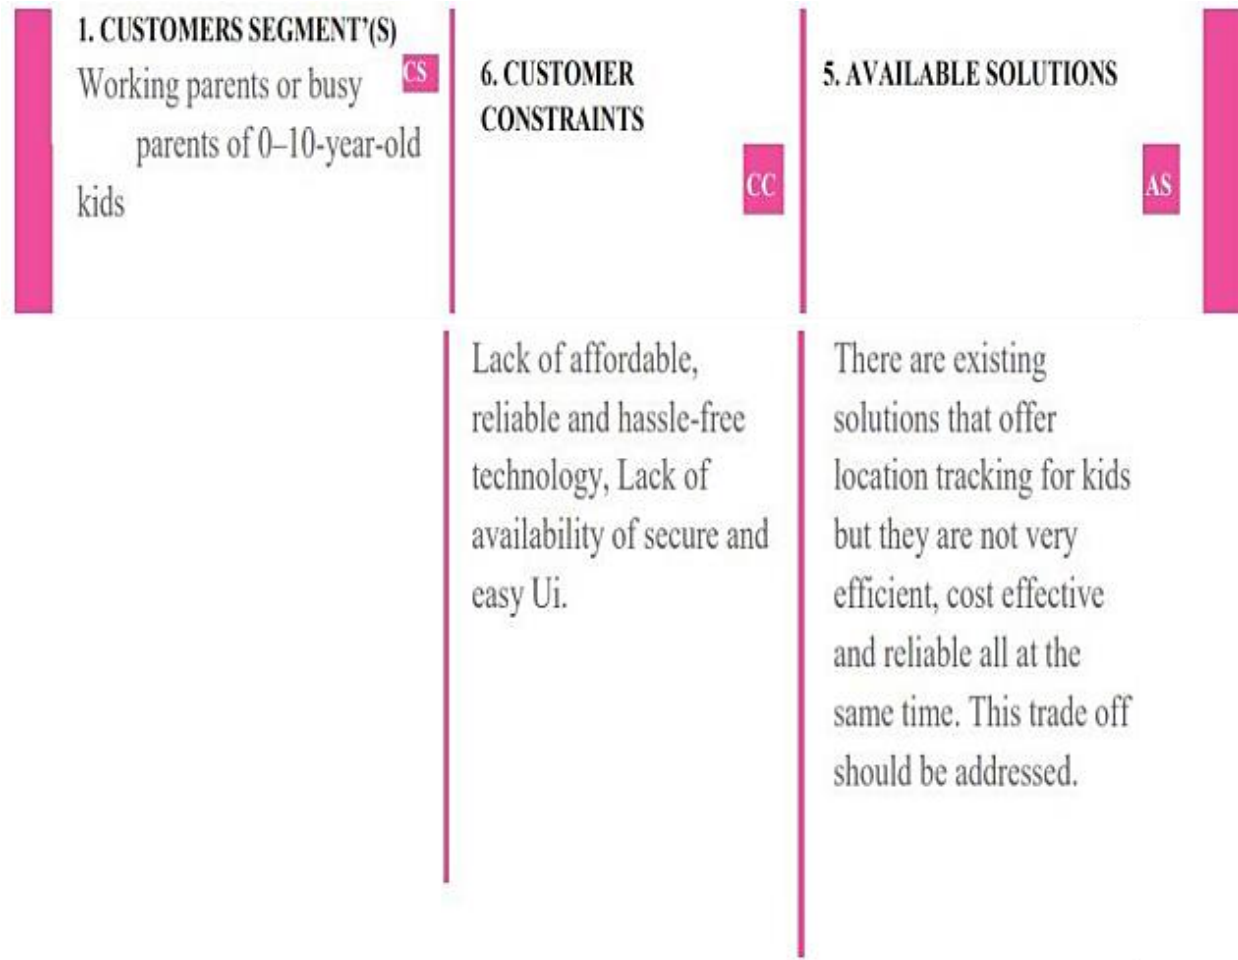 1. CUSTOMERS SEGMENT’(S)
CS
Working parents or busy
parents of 0–10-year-old
kids
6. CUSTOMER
CONSTRAINTS
CC
Lack of affordable,
reliable and hassle-free
technology, Lack of
availability of secure and
easy Ui.
5. AVAILABLE SOLUTIONS
AS
There are existing
solutions that offer
location tracking for kids
but they are not very
efficient, cost effective
and reliable all at the
same time. This trade off
should be addressed.